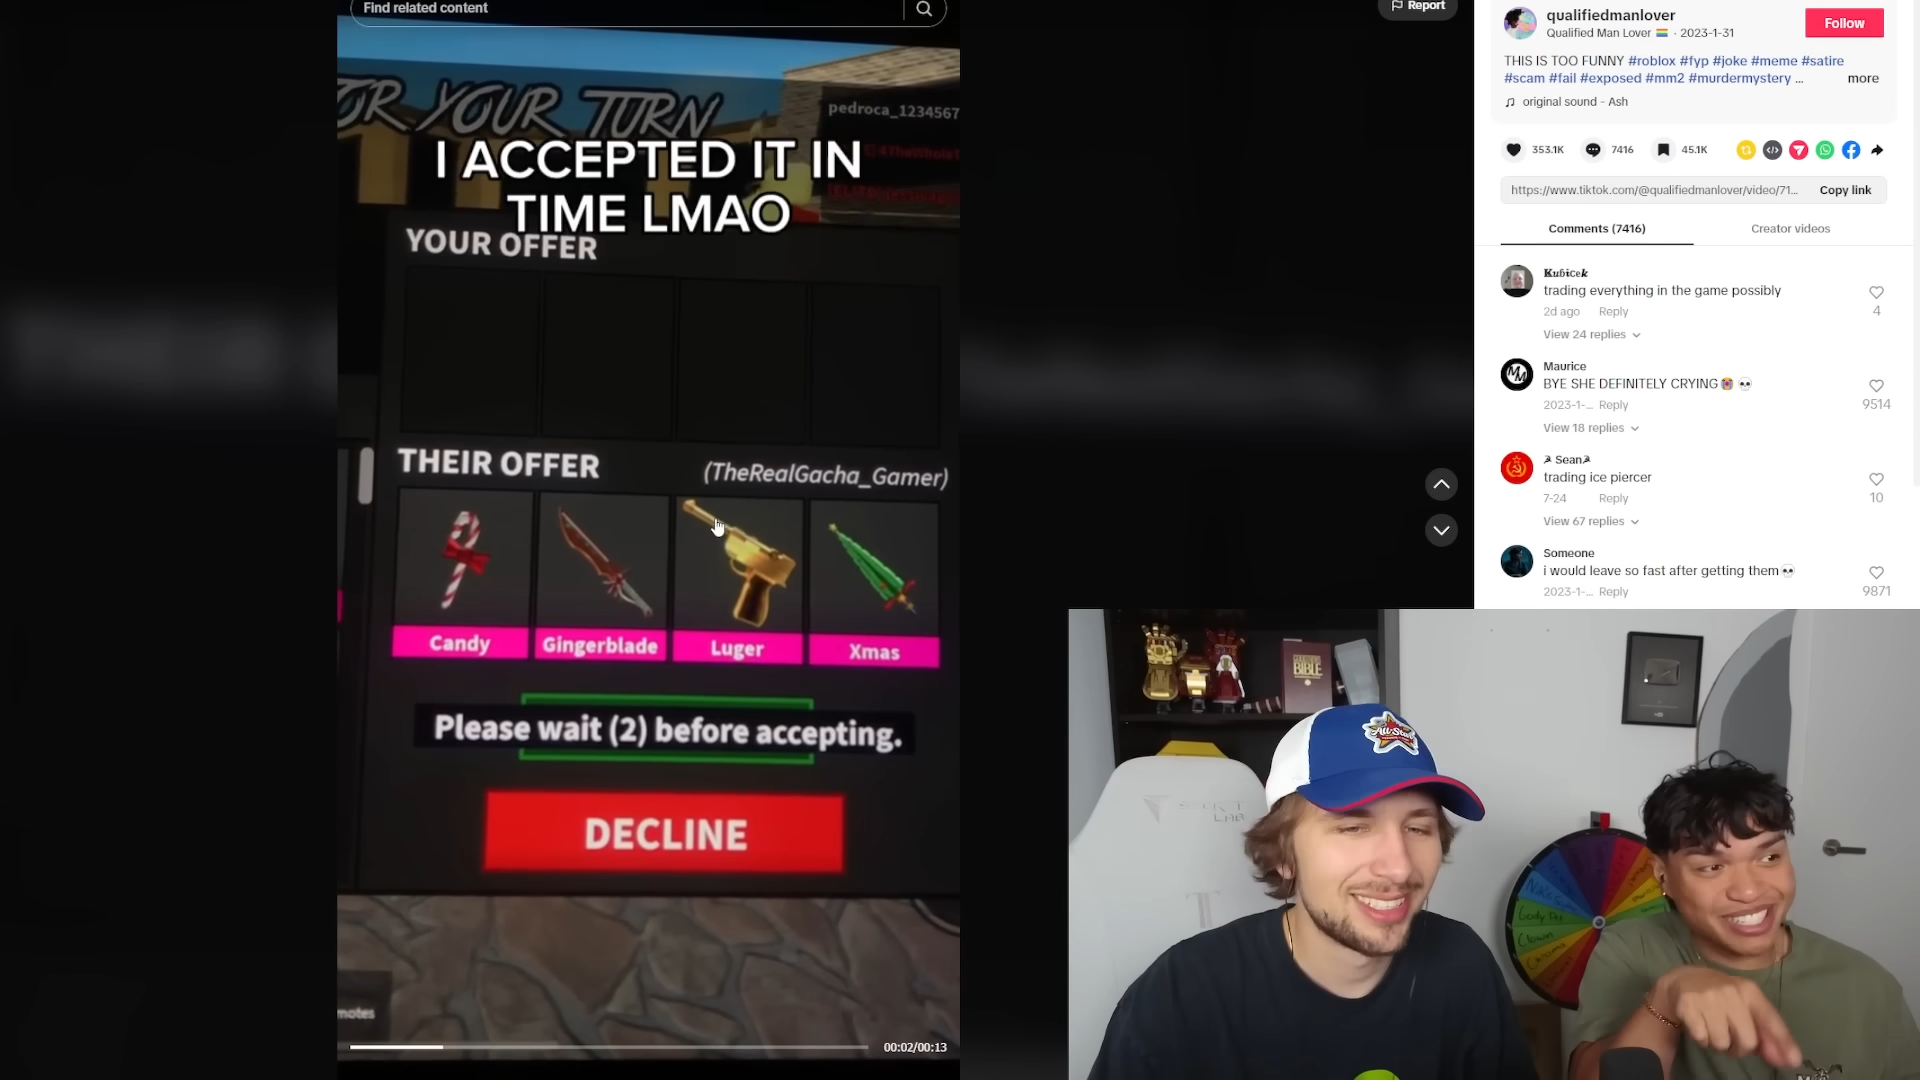 Find related content
Report
OR YOUR TURN
pedroca_1234567
I ACCEPTED IT IN
TIME LMAO
YOUR OFFER
THEIR OFFER
(TheRealGacha_Gamer)
Candy
Gingerblade
Luger
Xmas
Please wait (2) before accepting.
DECLINE
motes
00:02/00:13
qualifiedmanlover
Qualified Man Lover 🏳️‍🌈 · 2023-1-31
Follow
THIS IS TOO FUNNY #roblox #fyp #joke #meme #satire
#scam #fail #exposed #mm2 #murdermystery ...
more
original sound - Ash
353.1K
7416
45.1K
https://www.tiktok.com/@qualifiedmanlover/video/71...
Copy link
Comments (7416)
Creator videos
trading everything in the game possibly
2d ago
Reply
4
View 24 replies
Maurice
BYE SHE DEFINITELY CRYING😭 💀
2023-1-...
Reply
9514
View 18 replies
☭ Sean☭
trading ice piercer
7-24
Reply
10
View 67 replies
Someone
i would leave so fast after getting them💀
2023-1-...
Reply
9871
BIBLE
All-Star
LAB
Clown